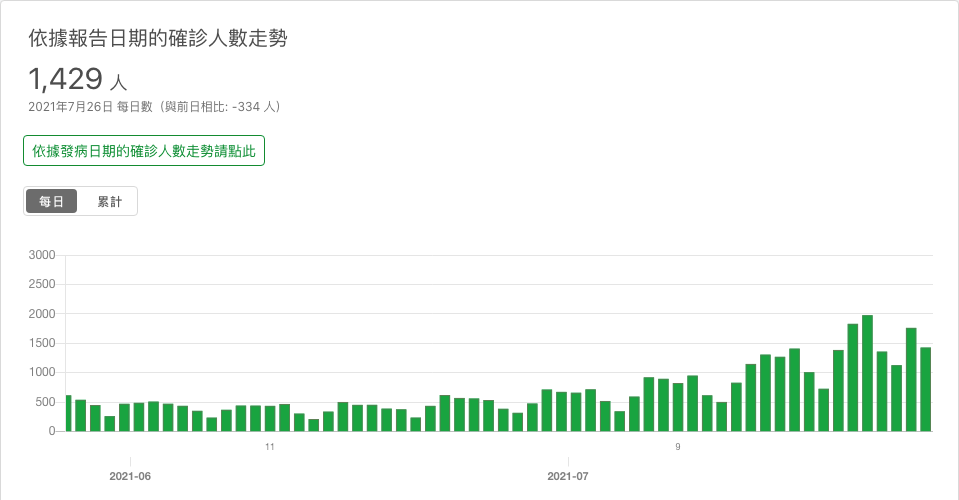 依據報告日期的確診人數走勢
1,429 人
2021年7月26日 每日數（與前日相比: -334 人）
依據發病日期的確診人數走勢請點此
每日 累計
3000
2500
2000
1500
1000
500
0
11 9
2021-06 2021-07